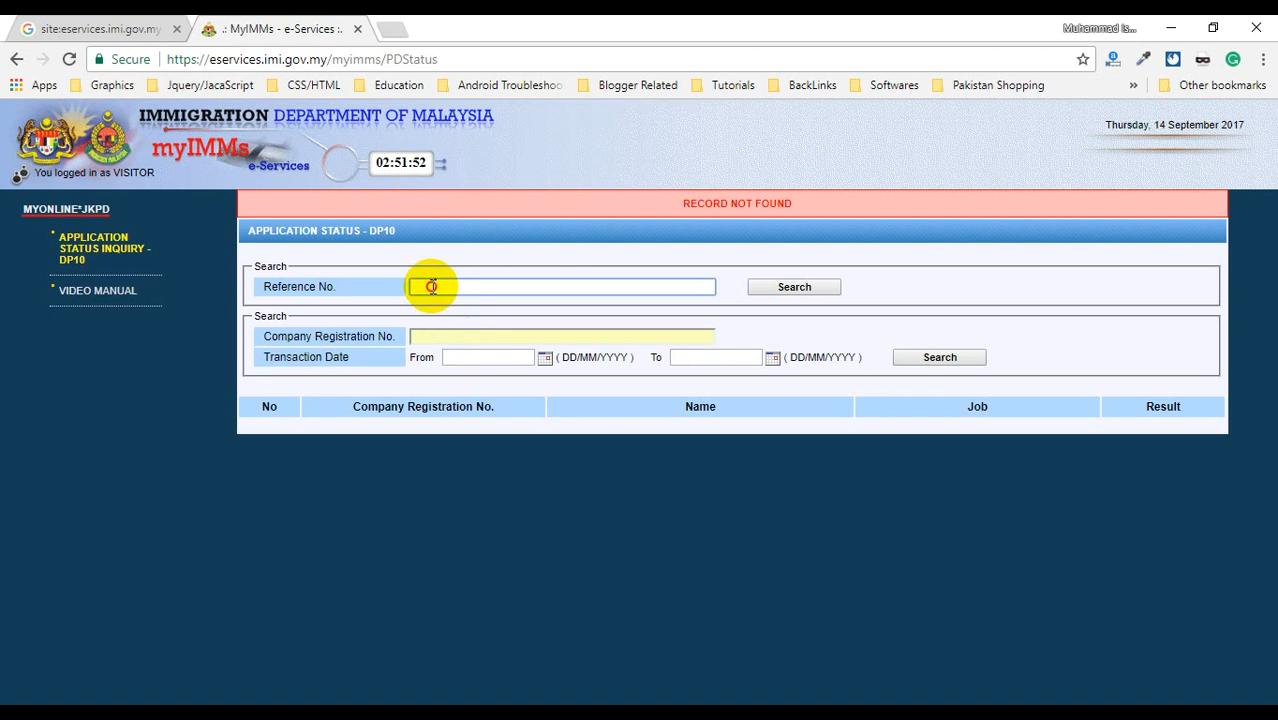 site:eservices.imi.gov.my
.: MyIMMs - e-Services :.
Muhammad Is...
Secure
https://eservices.imi.gov.my/myimms/PDStatus
Apps
Graphics
Jquery/JacaScript
CSS/HTML
Education
Android Troubleshoo
Blogger Related
Tutorials
BackLinks
Softwares
Pakistan Shopping
»
Other bookmarks
IMMIGRATION DEPARTMENT OF MALAYSIA
myIMMs
e-Services
02:51:52
You logged in as VISITOR
Thursday, 14 September 2017
MYONLINE*JKPD
APPLICATION
STATUS INQUIRY -
DP10
VIDEO MANUAL
RECORD NOT FOUND
APPLICATION STATUS - DP10
Search
Reference No.
Search
Search
Company Registration No.
Transaction Date From ( DD/MM/YYYY ) To ( DD/MM/YYYY ) Search
No Company Registration No. Name Job Result